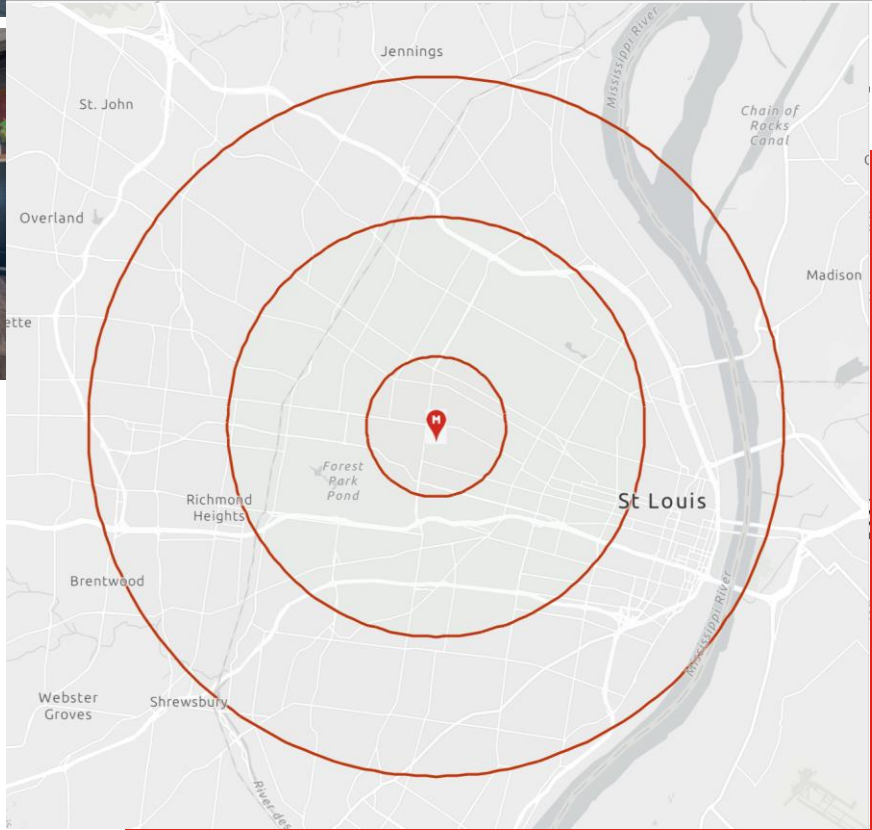 Jennings
Mississippi River
St. John
Chain of
Rocks
Canal
Overland
Madison
ette
M
Forest
Park
Pond
Richmond
Heights
St Louis
Brentwood
Mississippi River
Webster
Groves
Shrewsbury
River des